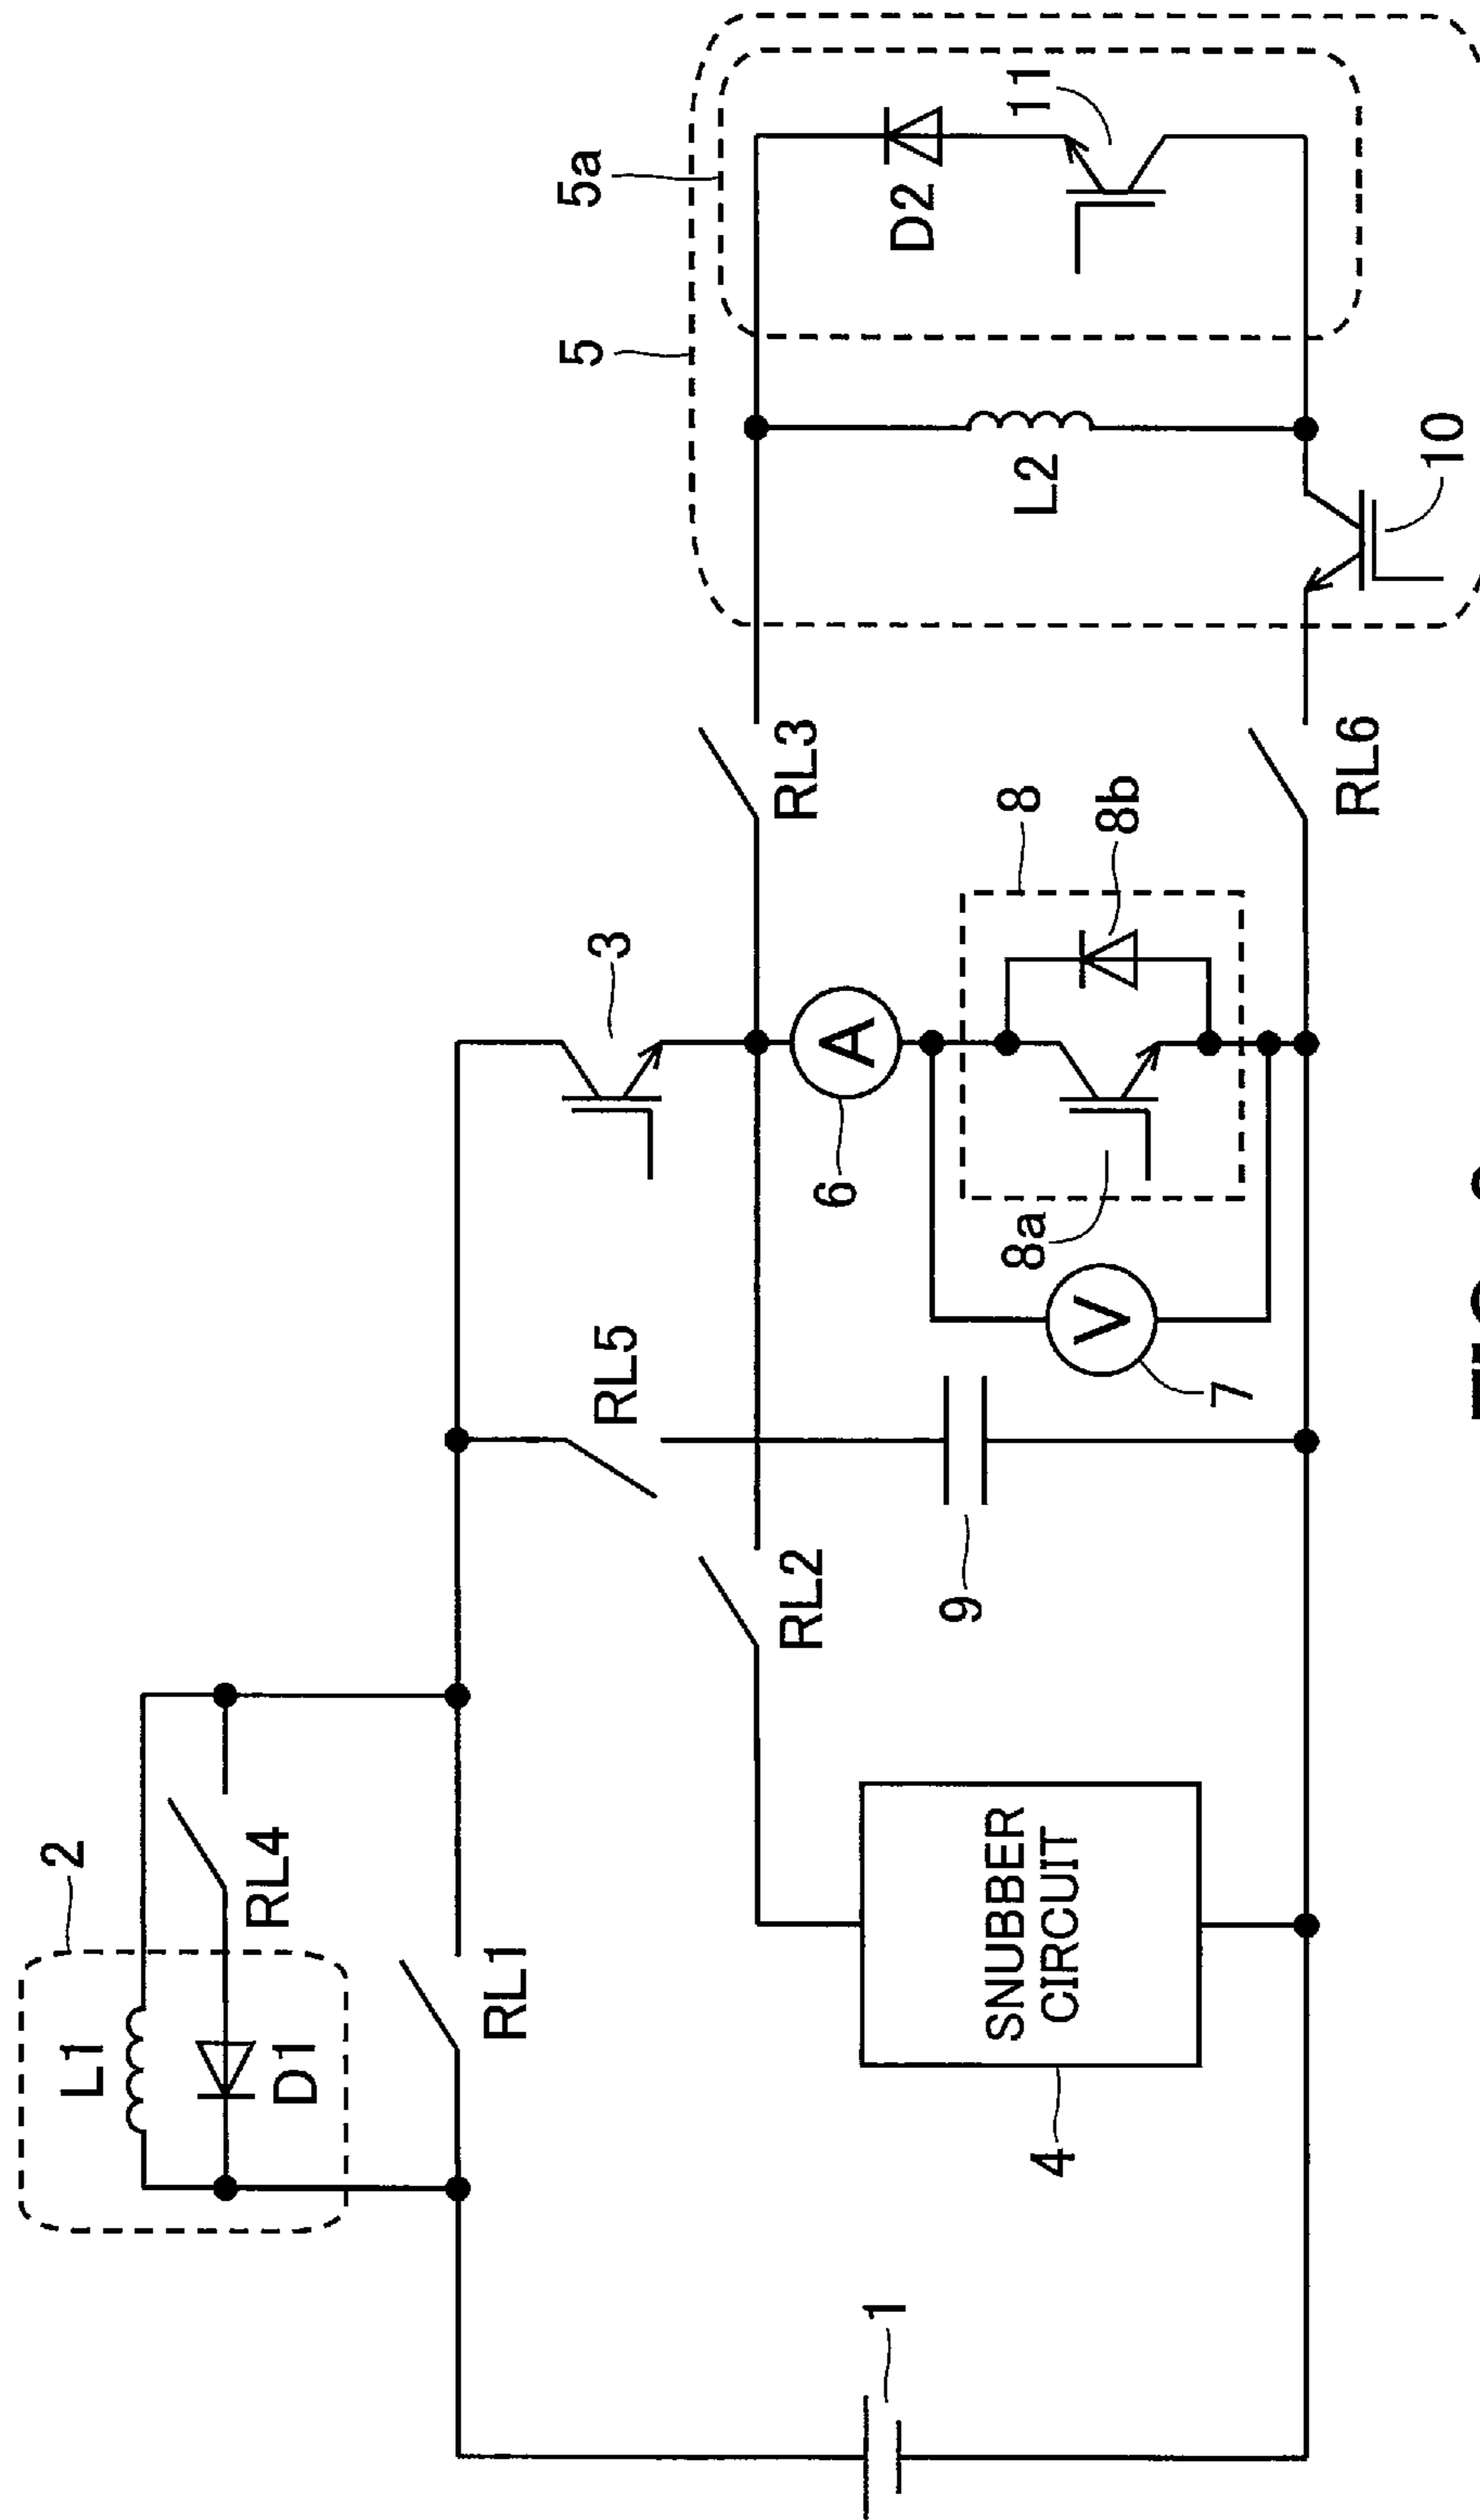 2
L1
RL4
D1
RL1
1
4
SNUBBER
CIRCUIT
RL2
RL5
9
3
6
A
7
V
8a
8
8b
RL3
RL6
5
5a
L2
10
D2
11